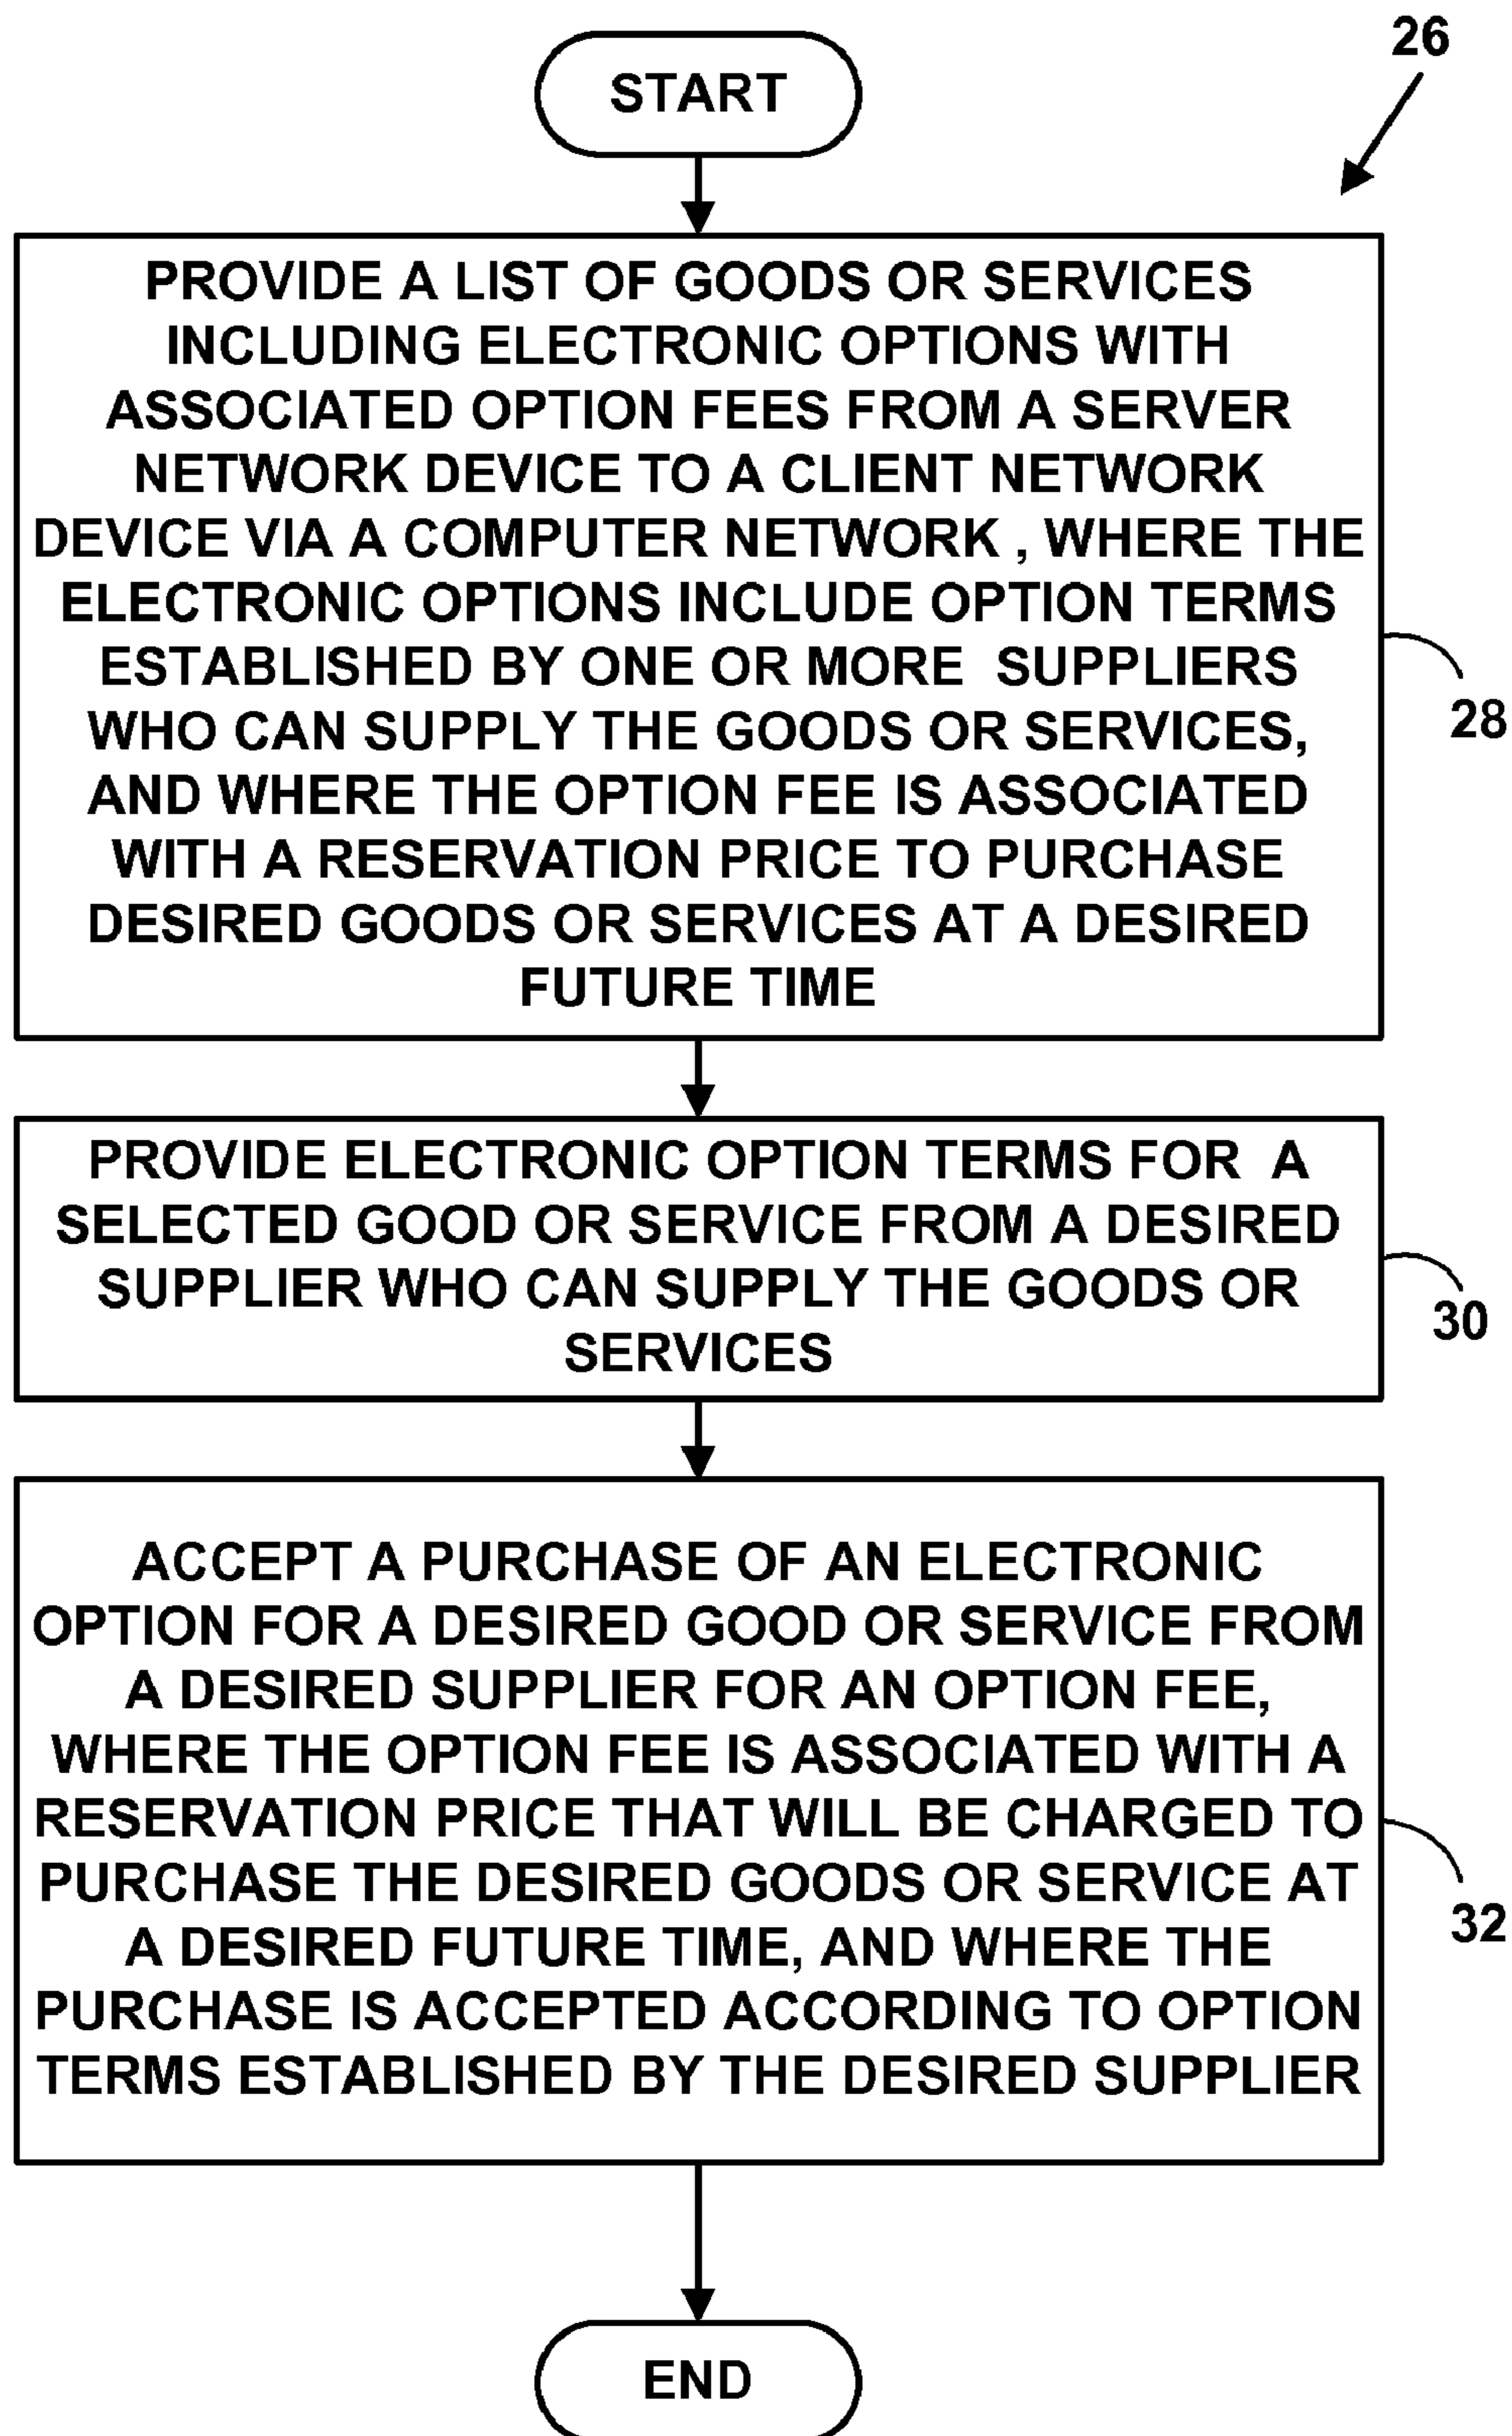 26
START
PROVIDE A LIST OF GOODS OR SERVICES
INCLUDING ELECTRONIC OPTIONS WITH
ASSOCIATED OPTION FEES FROM A SERVER
NETWORK DEVICE TO A CLIENT NETWORK
DEVICE VIA A COMPUTER NETWORK , WHERE THE
ELECTRONIC OPTIONS INCLUDE OPTION TERMS
ESTABLISHED BY ONE OR MORE SUPPLIERS
WHO CAN SUPPLY THE GOODS OR SERVICES,
AND WHERE THE OPTION FEE IS ASSOCIATED
WITH A RESERVATION PRICE TO PURCHASE
DESIRED GOODS OR SERVICES AT A DESIRED
FUTURE TIME
28
PROVIDE ELECTRONIC OPTION TERMS FOR A
SELECTED GOOD OR SERVICE FROM A DESIRED
SUPPLIER WHO CAN SUPPLY THE GOODS OR
SERVICES
30
ACCEPT A PURCHASE OF AN ELECTRONIC
OPTION FOR A DESIRED GOOD OR SERVICE FROM
A DESIRED SUPPLIER FOR AN OPTION FEE,
WHERE THE OPTION FEE IS ASSOCIATED WITH A
RESERVATION PRICE THAT WILL BE CHARGED TO
PURCHASE THE DESIRED GOODS OR SERVICE AT
A DESIRED FUTURE TIME, AND WHERE THE
PURCHASE IS ACCEPTED ACCORDING TO OPTION
TERMS ESTABLISHED BY THE DESIRED SUPPLIER
32
END